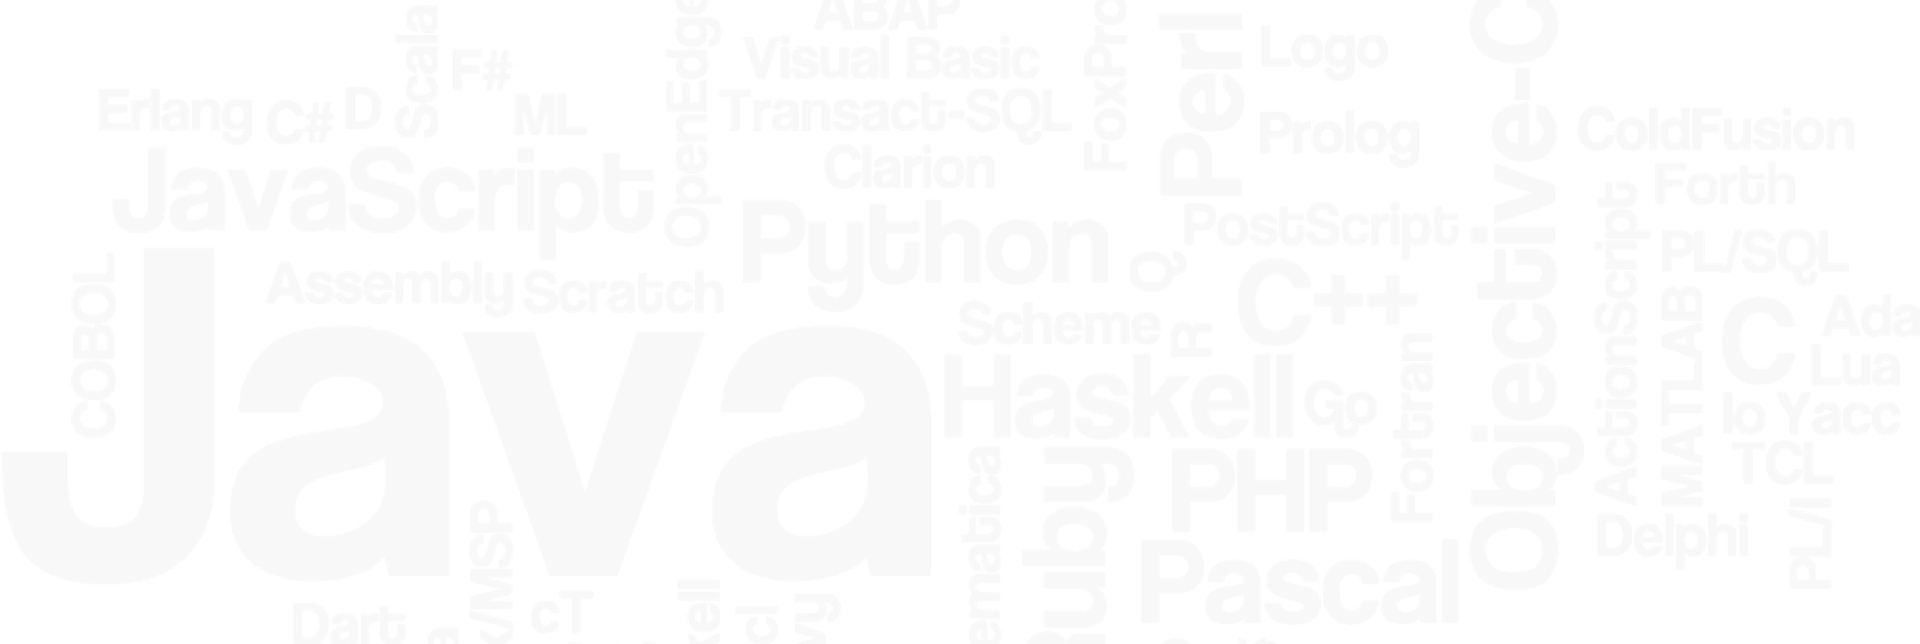 ABAP
Visual Basic
Transact-SQL
Clarion
Erlang
C#
D
Scala
F#
ML
OpenEdge
FoxPro
Perl
Logo
Prolog
Objective-C
ColdFusion
Forth
JavaScript
Python
PostScript
PL/SQL
ActionScript
COBOL
Assembly
Scratch
Q
C++
MATLAB
C
Ada
Lua
Java
Scheme
R
Haskell
Go
Fortran
Io
Yacc
TCL
PHP
Ruby
ematica
Pascal
Delphi
PL/I
Dart
/MSP
cT
ell
cl
vy